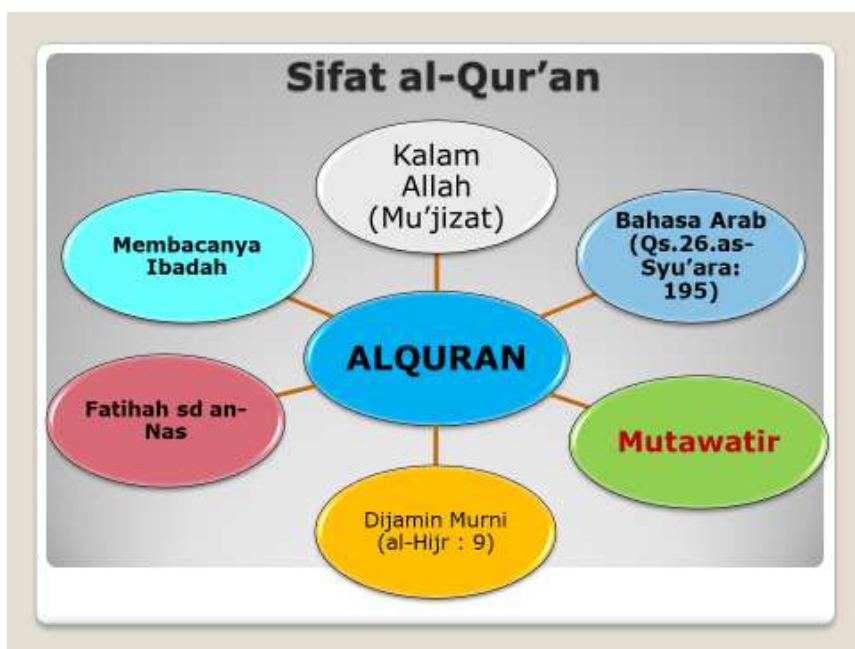 Sifat al-Qur’an
Kalam
Allah
(Mu’jizat)
Bahasa Arab
(Qs.26.as-
Syu’ara:
195)
Mutawatir
Dijamin Murni
(al-Hijr : 9)
Fatihah sd an-
Nas
Membacanya
Ibadah
ALQURAN